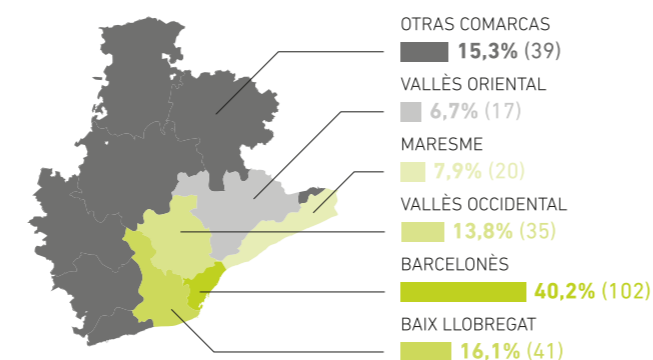 OTRAS COMARCAS
15,3% (39)
VALLÈS ORIENTAL
6,7% (17)
MARESME
7,9% (20)
VALLÈS OCCIDENTAL
13,8% (35)
BARCELONÈS
40,2% (102)
BAIX LLOBREGAT
16,1% (41)